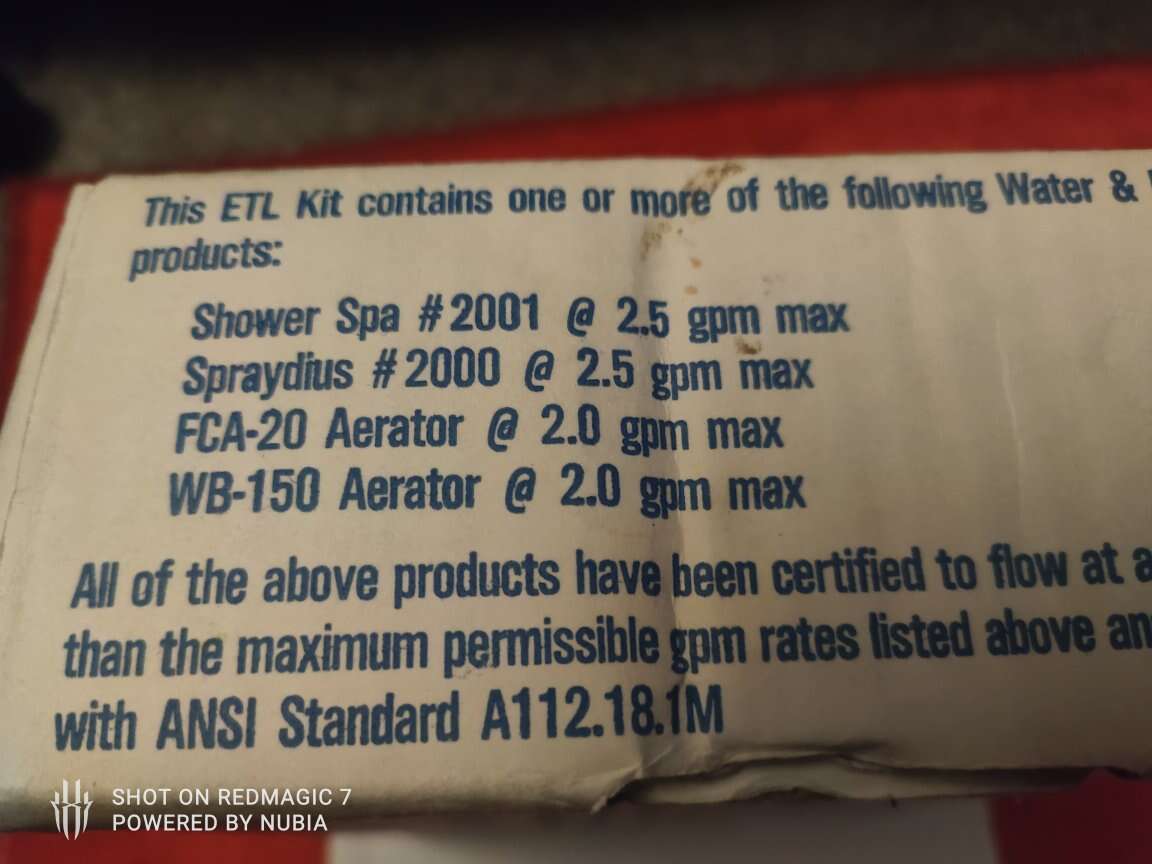 This ETL Kit contains one or more of the following Water &
products:
Shower Spa #2001 @ 2.5 gpm max
Spraydius #2000 @ 2.5 gpm max
FCA-20 Aerator @ 2.0 gpm max
WB-150 Aerator @ 2.0 gpm max
All of the above products have been certified to flow at
than the maximum permissible gpm rates listed above
with ANSI Standard A112.18.1M
SHOT ON REDMAGIC 7
POWERED BY NUBIA